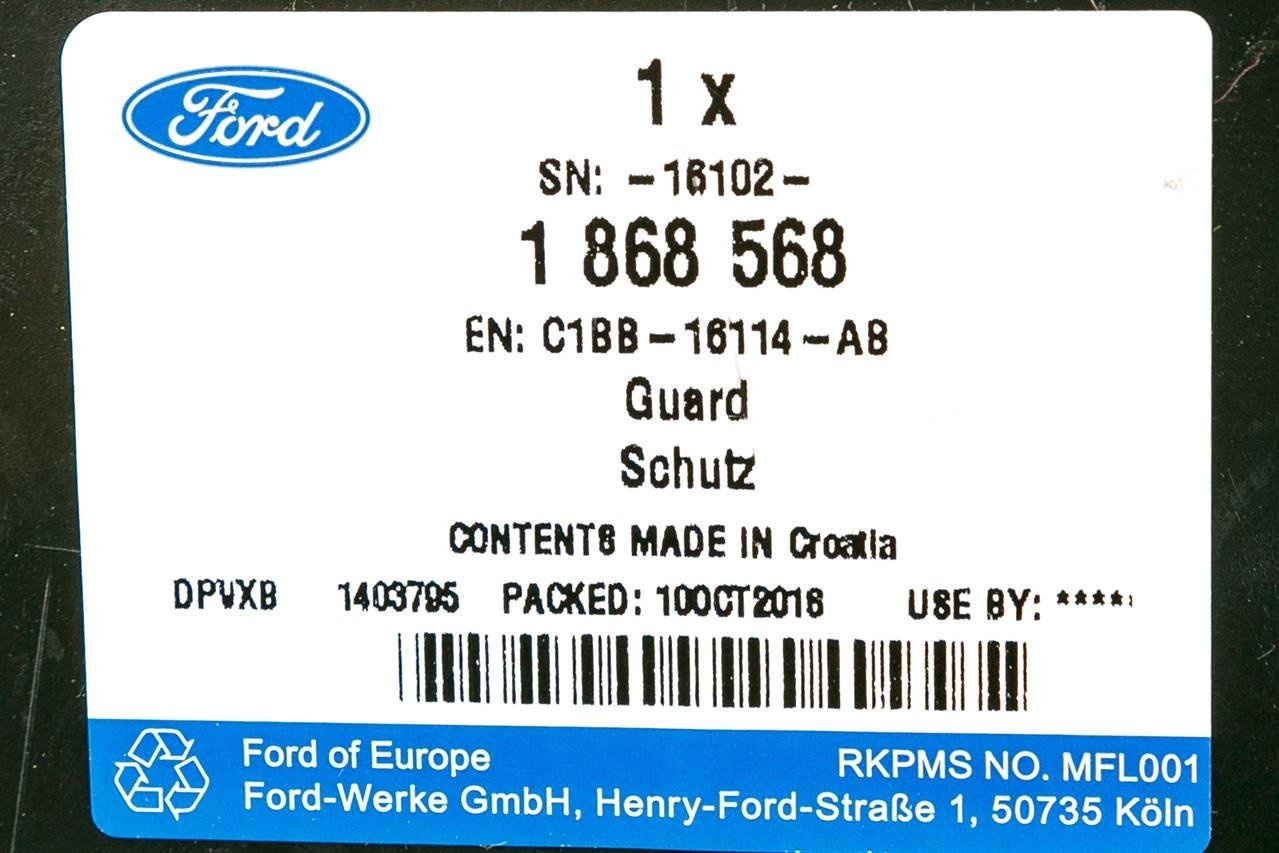 Ford
1 x
SN: -16102-
1 868 568
EN: C1BB-16114-AB
Guard
Schutz
CONTENTS MADE IN Croatia
DPVXB 1403795 PACKED: 10OCT2016 USE BY: ****
Ford of Europe RKPMS NO. MFL001
Ford-Werke GmbH, Henry-Ford-Straße 1, 50735 Köln